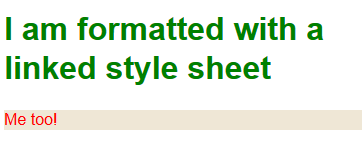 I am formatted with a
linked style sheet
Me too!